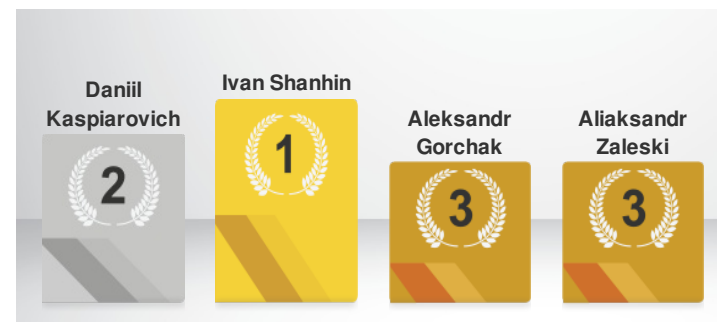 Daniil
Kaspiarovich
2
Ivan Shanhin
1
Aleksandr
Gorchak
3
Aliaksandr
Zaleski
3